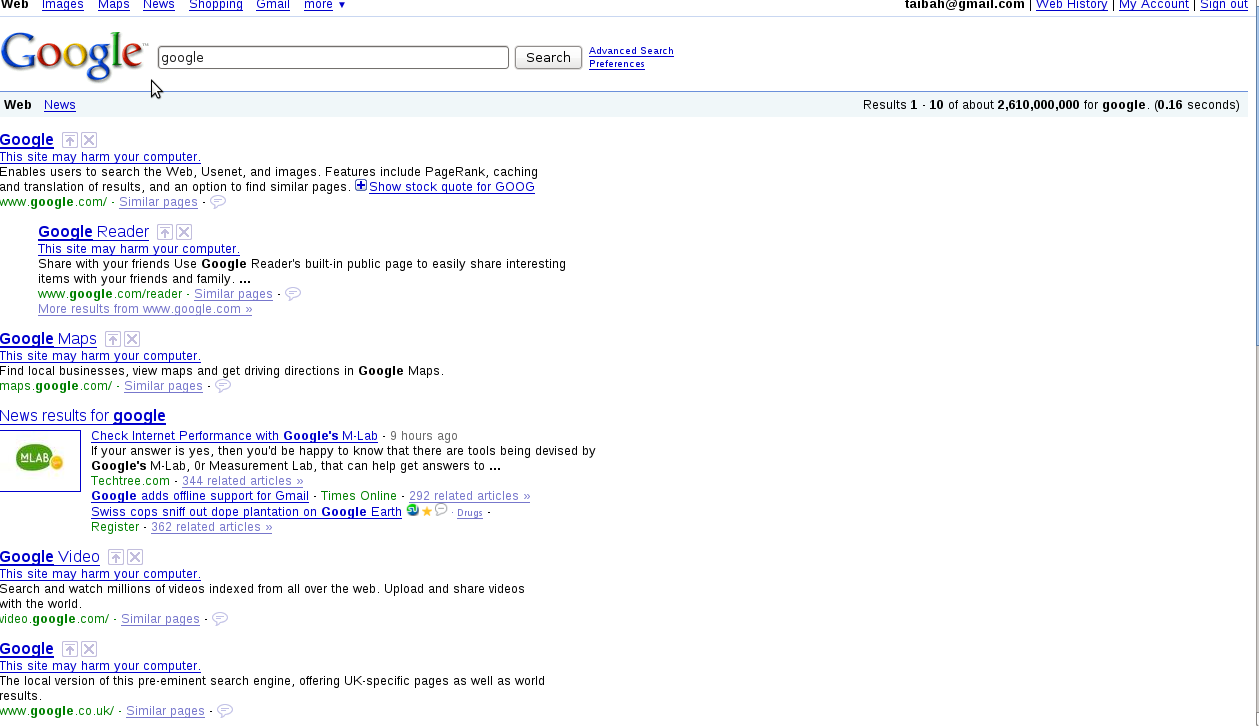 Web Images Maps News Shopping Gmail more ▼ taibah@gmail.com | Web History | My Account | Sign out
Google™ google Search Advanced Search
Preferences
Web News Results 1 - 10 of about 2,610,000,000 for google. (0.16 seconds)
Google
This site may harm your computer.
Enables users to search the Web, Usenet, and images. Features include PageRank, caching
and translation of results, and an option to find similar pages. Show stock quote for GOOG
www.google.com/ - Similar pages -
Google Reader
This site may harm your computer.
Share with your friends Use Google Reader's built-in public page to easily share interesting
items with your friends and family. ...
www.google.com/reader - Similar pages -
More results from www.google.com »
Google Maps
This site may harm your computer.
Find local businesses, view maps and get driving directions in Google Maps.
maps.google.com/ - Similar pages -
News results for google
MLAB
Check Internet Performance with Google's M-Lab - 9 hours ago
If your answer is yes, then you'd be happy to know that there are tools being devised by
Google's M-Lab, 0r Measurement Lab, that can help get answers to ...
Techtree.com - 344 related articles »
Google adds offline support for Gmail - Times Online - 292 related articles »
Swiss cops sniff out dope plantation on Google Earth · Drugs -
Register - 362 related articles »
Google Video
This site may harm your computer.
Search and watch millions of videos indexed from all over the web. Upload and share videos
with the world.
video.google.com/ - Similar pages -
Google
This site may harm your computer.
The local version of this pre-eminent search engine, offering UK-specific pages as well as world
results.
www.google.co.uk/ - Similar pages -